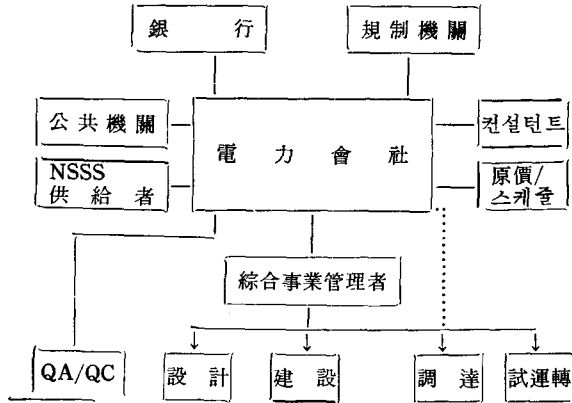 銀 行
規制機關
公共機關
電力會社
컨설턴트
NSSS
供給者
原價/
스케쥴
綜合事業管理者
QA/QC
設計
建設
調達
試運轉